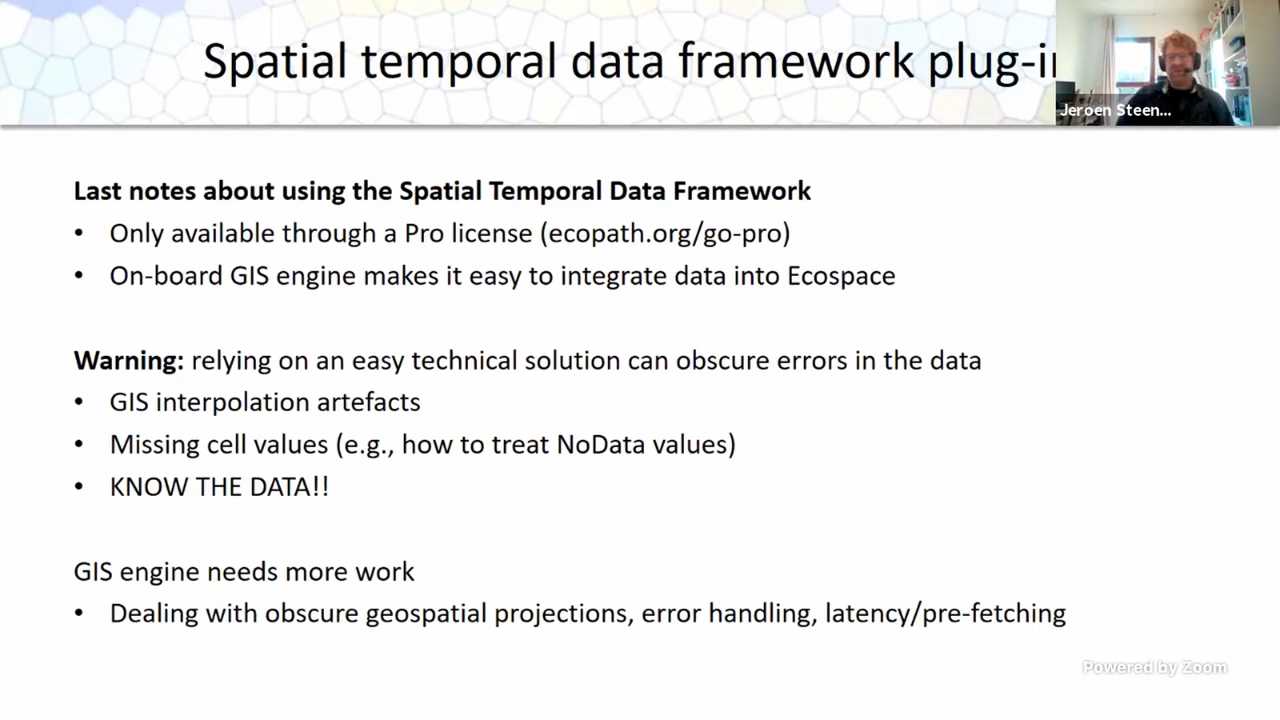 Spatial temporal data framework plug-i
Jeroen Steen...
Last notes about using the Spatial Temporal Data Framework
• Only available through a Pro license (ecopath.org/go-pro)
• On-board GIS engine makes it easy to integrate data into Ecospace
Warning: relying on an easy technical solution can obscure errors in the data
• GIS interpolation artefacts
• Missing cell values (e.g., how to treat NoData values)
• KNOW THE DATA!!
GIS engine needs more work
• Dealing with obscure geospatial projections, error handling, latency/pre-fetching
Powered by Zoom